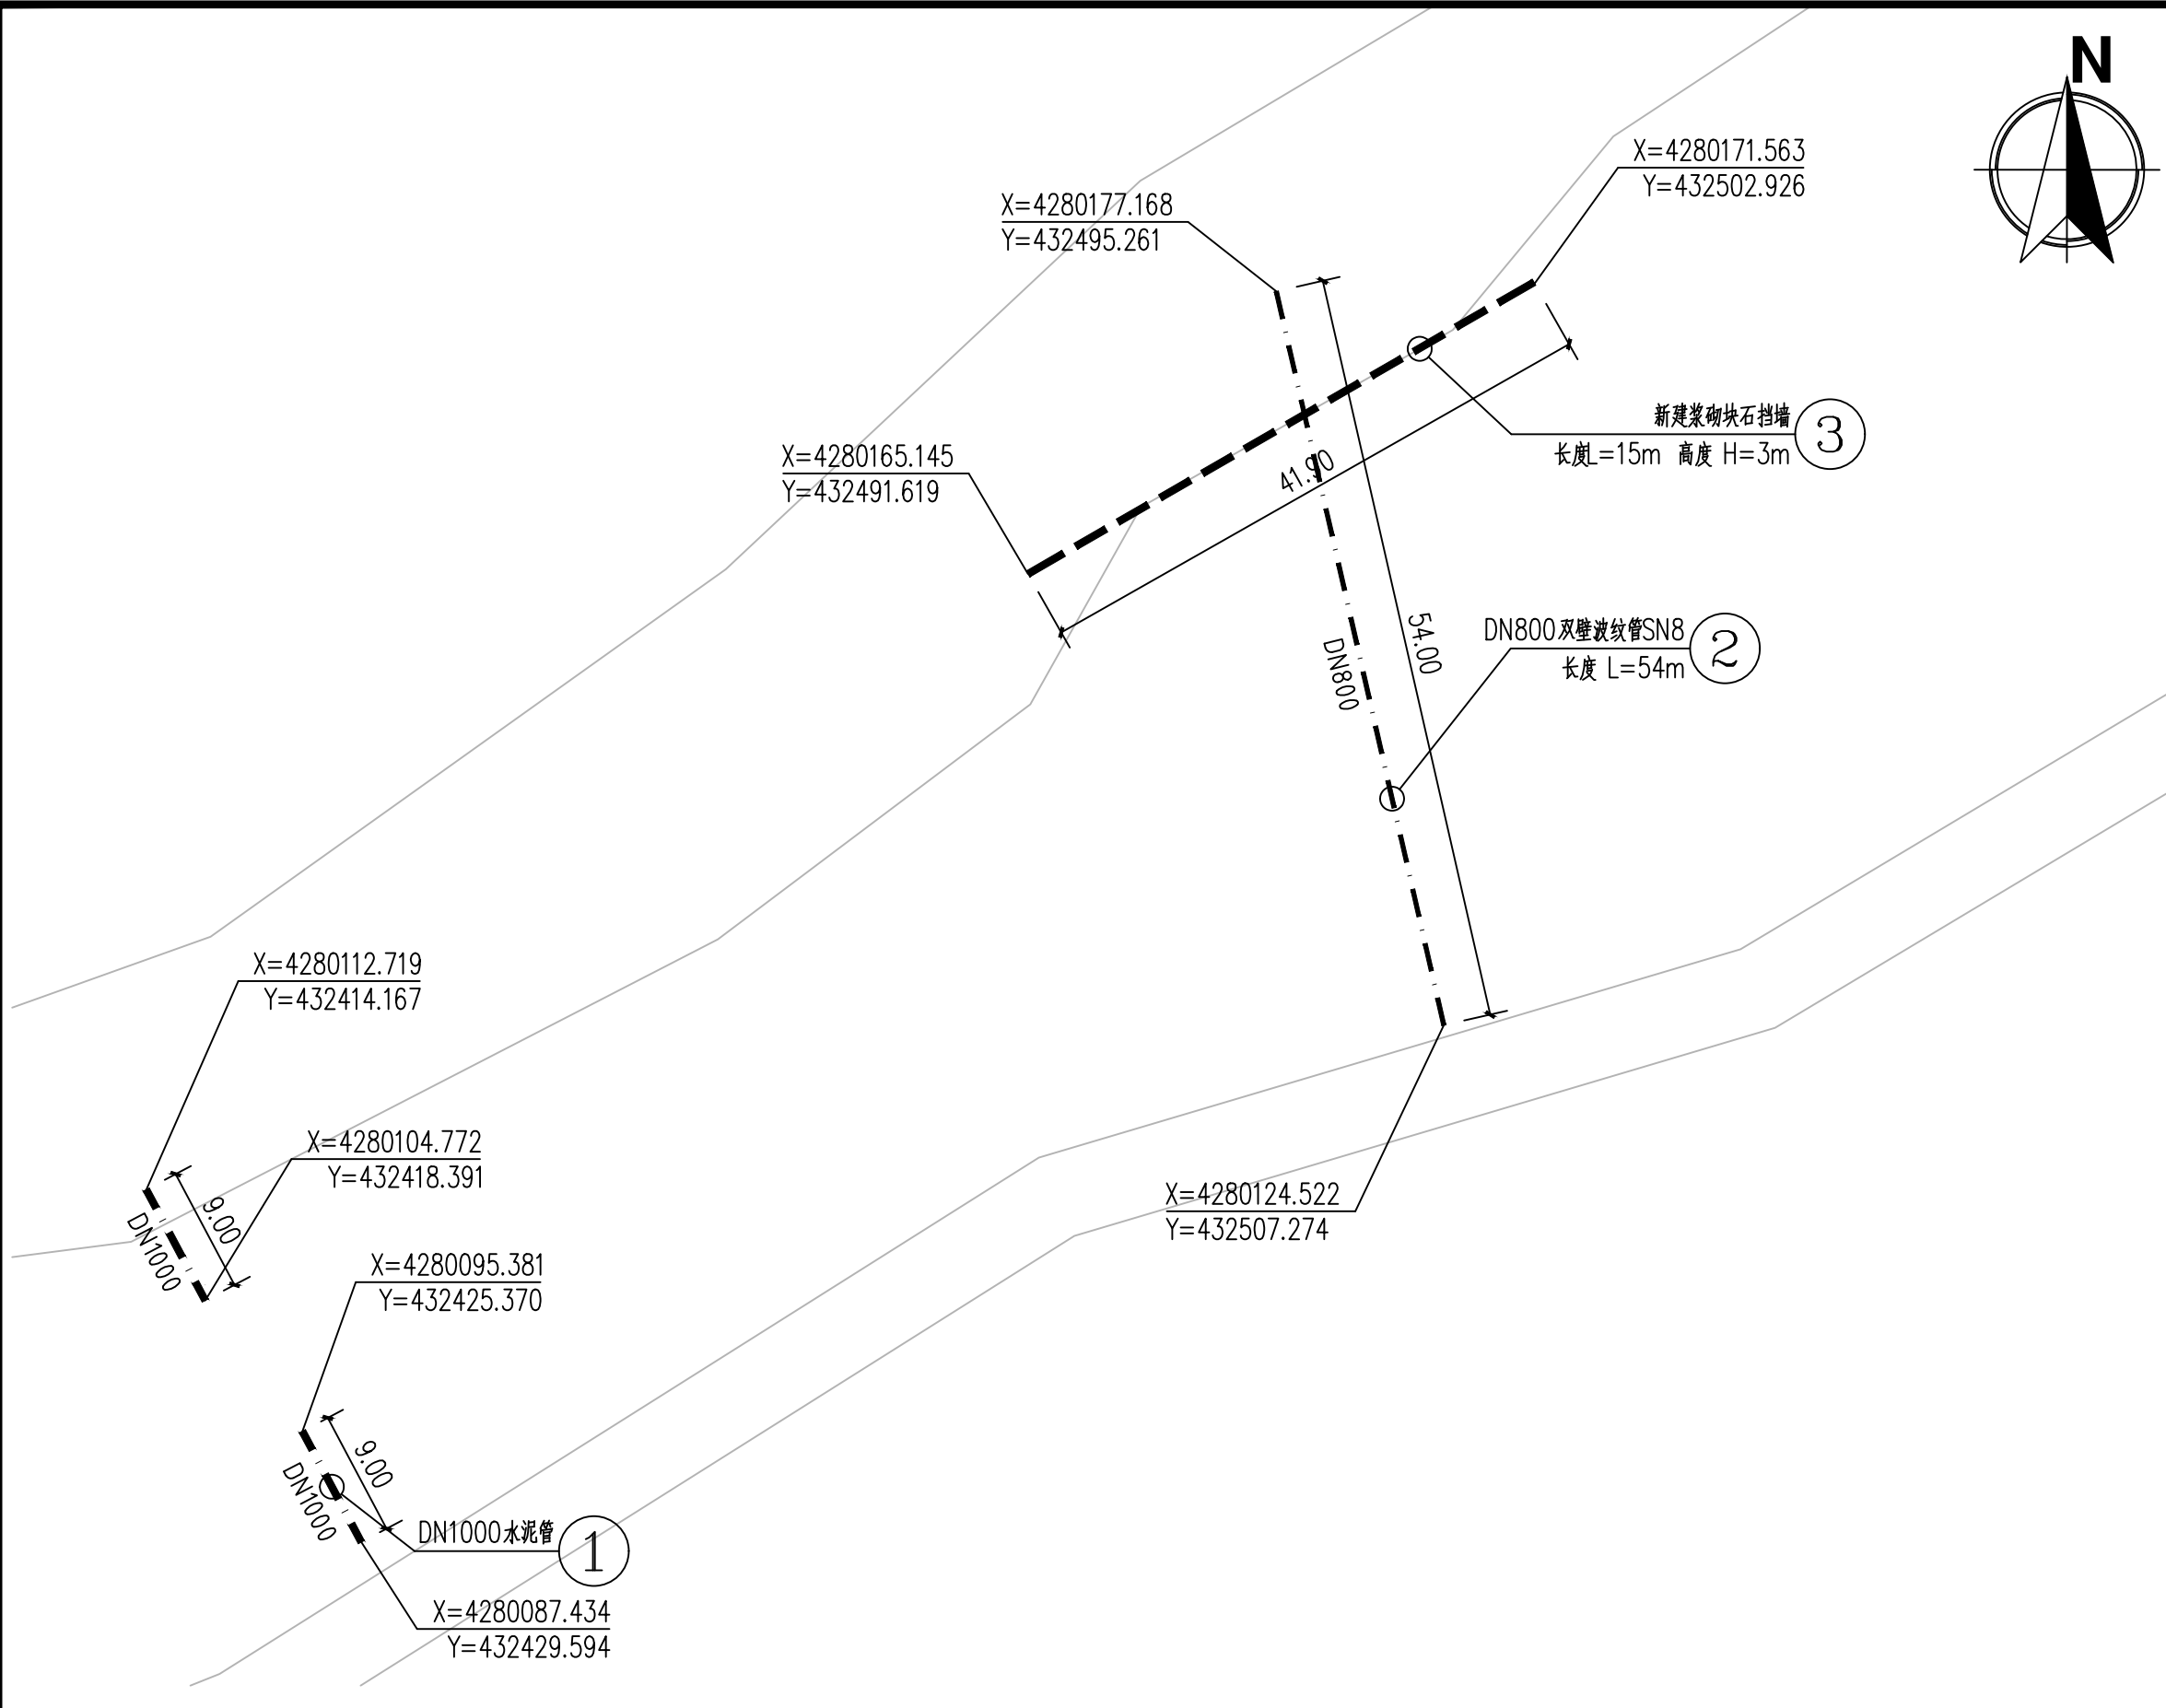 N
X=4280171.563
Y=432502.926
X=4280177.168
Y=432495.261
新建浆砌块石挡墙
长度L=15m 高度 H=3m
3
X=4280165.145
Y=432491.619
41.90
54.00
DN800
DN800双壁波纹管SN8
长度 L=54m
2
X=4280112.719
Y=432414.167
X=4280104.772
Y=432418.391
9.00
DN1000
X=4280124.522
Y=432507.274
X=4280095.381
Y=432425.370
9.00
DN1000
DN1000水泥管
1
X=4280087.434
Y=432429.594